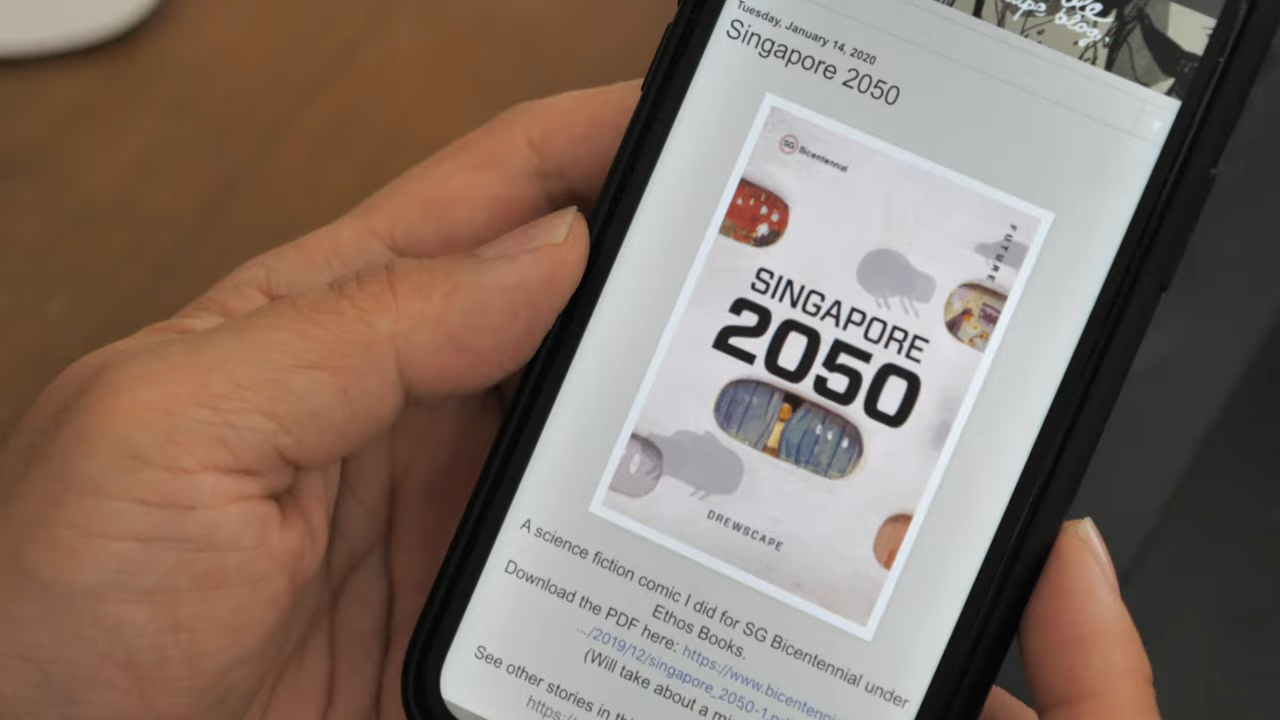 Tuesday, January 14, 2020
Singapore 2050
SG Bicentennial
FUTURE
SINGAPORE
2050
DREWSCAPE
A science fiction comic I did for SG Bicentennial under
Ethos Books.
Download the PDF here: https://www.bicentenni
.../2019/12/singapore_2050-1.pdf
(Will take about a mi
See other stories in thi
https:/